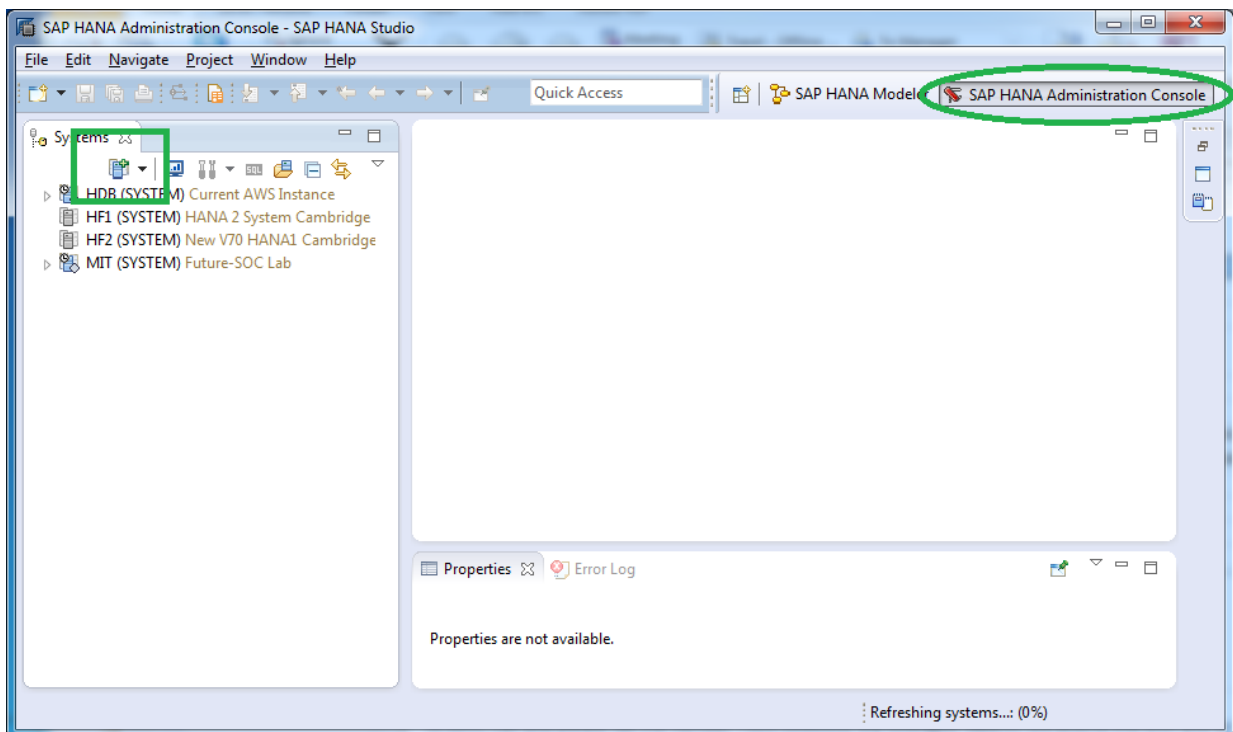 SAP HANA Administration Console - SAP HANA Studio
File Edit Navigate Project Window Help
Quick Access
SAP HANA Modeler
SAP HANA Administration Console
Systems
SQL
HDB (SYSTEM) Current AWS Instance
HF1 (SYSTEM) HANA 2 System Cambridge
HF2 (SYSTEM) New V70 HANA1 Cambridge
MIT (SYSTEM) Future-SOC Lab
Properties
Error Log
Properties are not available.
Refreshing systems...: (0%)